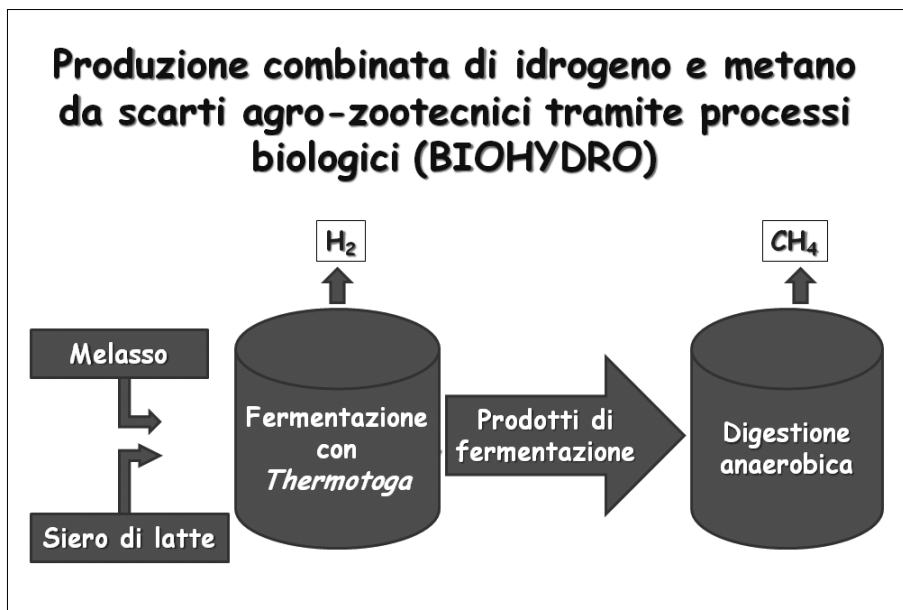 Produzione combinata di idrogeno e metano
da scarti agro-zootecnici tramite processi
biologici (BIOHYDRO)
H₂
CH₄
Melasso
Fermentazione
con
Thermotoga
Prodotti di
fermentazione
Digestione
anaerobica
Siero di latte